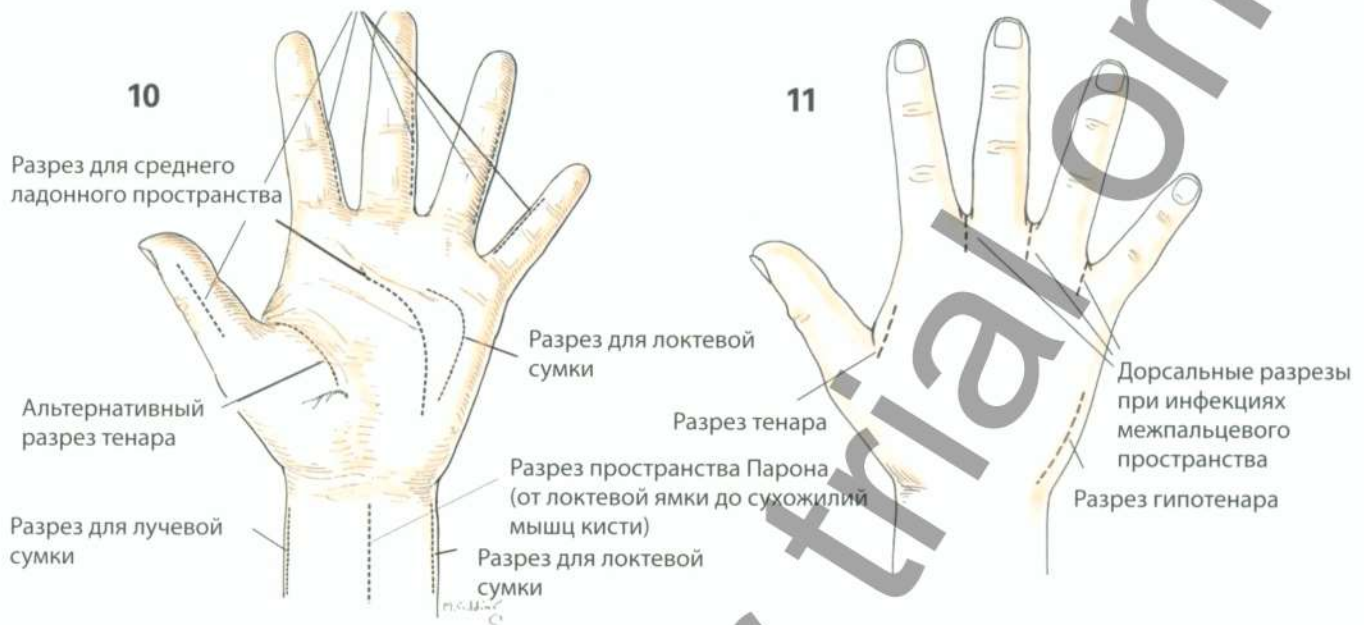 10
Разрез для среднего
ладонного пространства
Альтернативный
разрез тенара
Разрез для лучевой
сумки
Разрез для локтевой
сумки
Разрез пространства Парона
(от локтевой ямки до сухожилий
мышц кисти)
Разрез для локтевой
сумки
11
Разрез тенара
Дорсальные разрезы
при инфекциях
межпальцевого
пространства
Разрез гипотенара
trial on